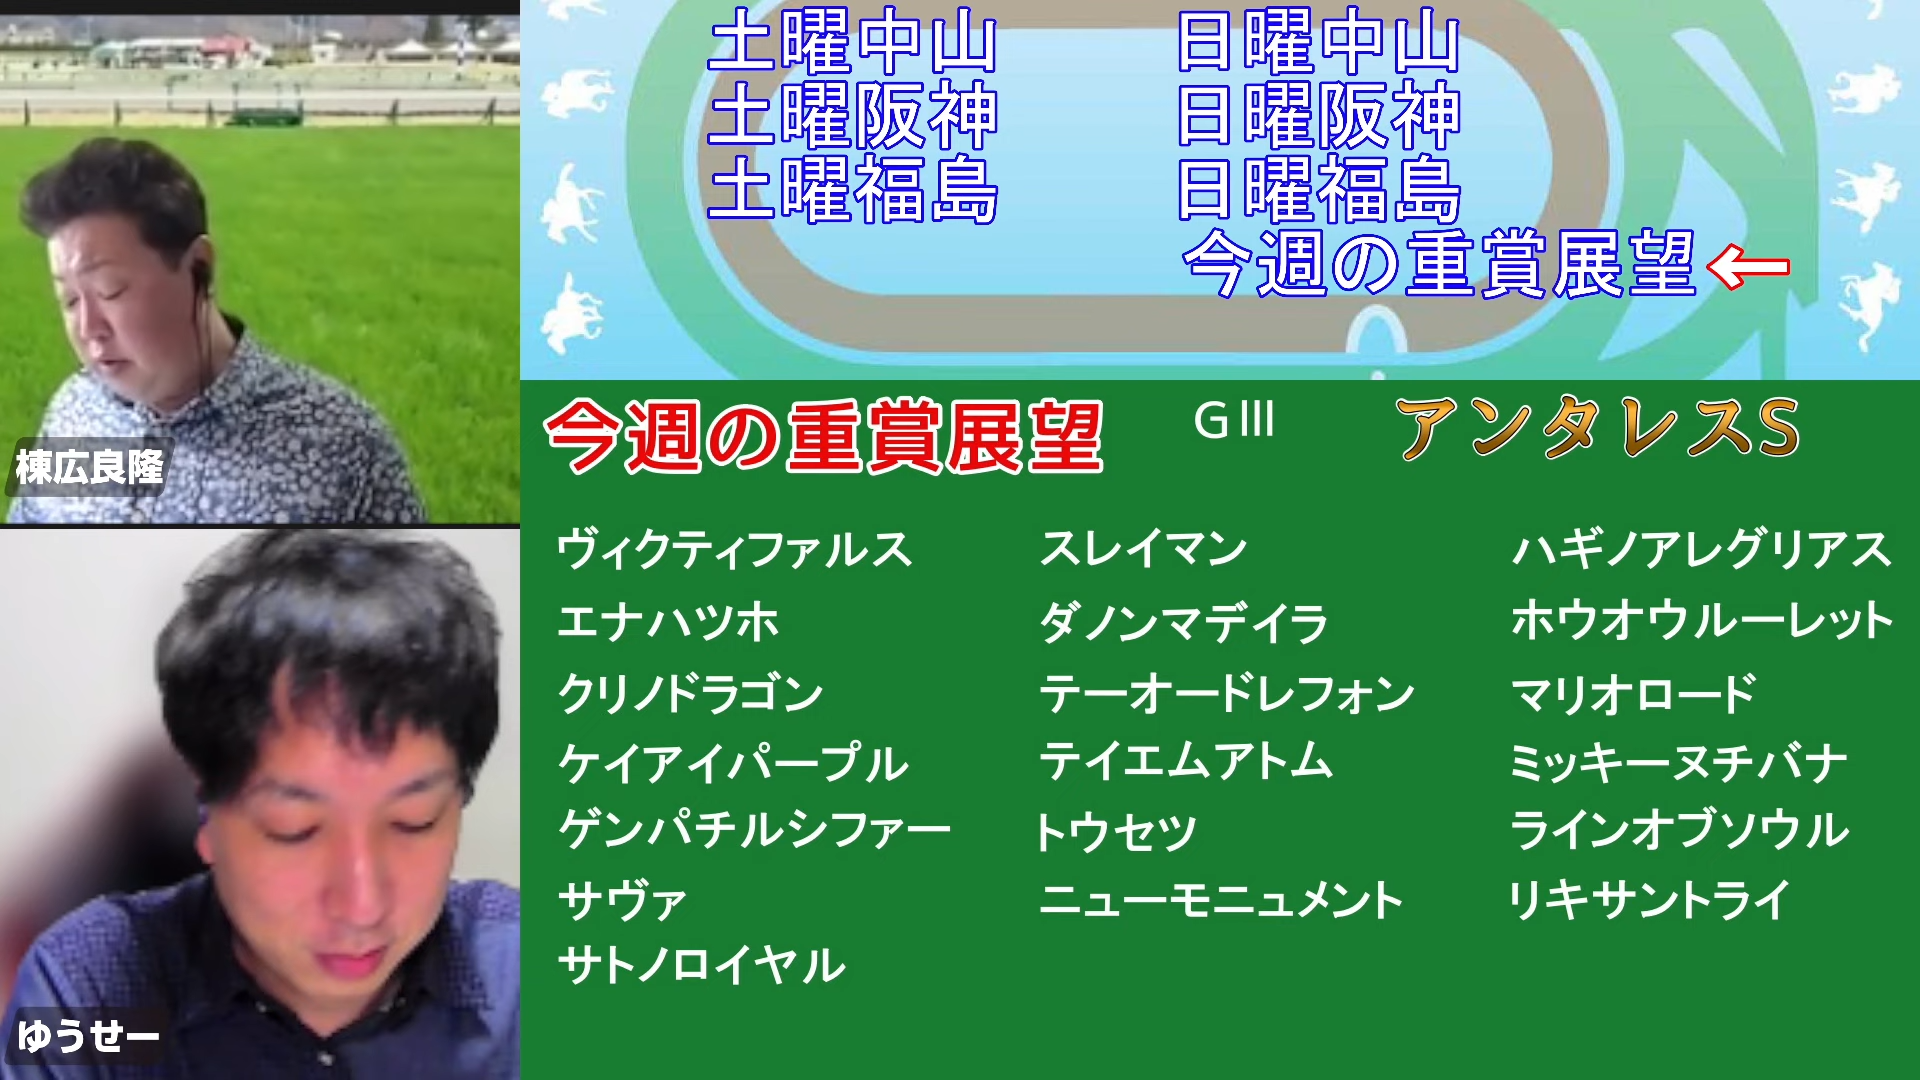 土曜中山
日曜中山
土曜阪神
日曜阪神
土曜福島
日曜福島
今週の重賞展望←
棟広良隆
ゆうせー
今週の重賞展望
GⅢ
アンタレスS
ヴィクティファルス
エナハツホ
クリノドラゴン
ケイアイパープル
ゲンパチルシファー
サヴァ
サトノロイヤル
スレイマン
ダノンマデイラ
テーオードレフォン
テイエムアトム
トウセツ
ニューモニュメント
ハギノアレグリアス
ホウオウルーレット
マリオロード
ミッキーヌチバナ
ラインオブソウル
リキサントライ